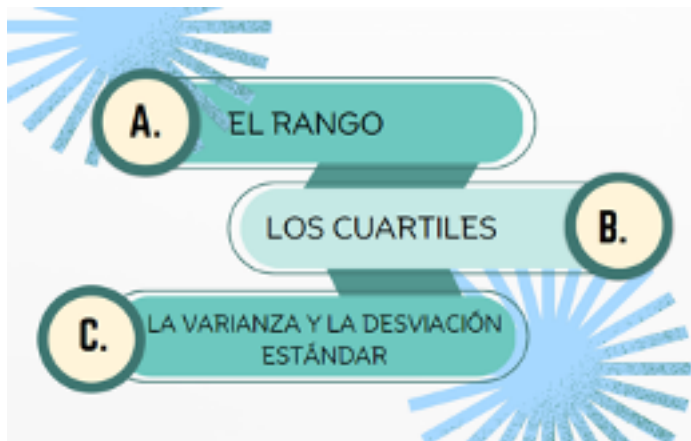 A. EL RANGO
LOS CUARTILES B.
C. LA VARIANZA Y LA DESVIACIÓN
ESTÁNDAR